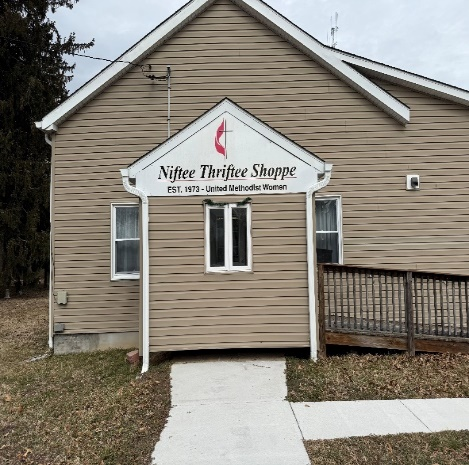 Niftee Thriftee Shoppe
EST. 1973 - United Methodist Women